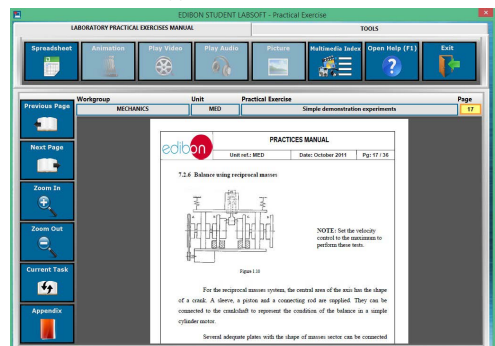 EDIBON STUDENT LABSOFT - Practical Exercise
LABORATORY PRACTICAL EXERCISES MANUAL
TOOLS
Spreadsheet
Animation
Play Video
Play Audio
Picture
Multimedia Index
Open Help (F1)
Exit
Previous Page
Next Page
Zoom In
Zoom Out
Current Task
Appendix
Workgroup Unit Practical Exercise Page
MECHANICS MED Simple demonstration experiments 17
edibon
PRACTICES MANUAL
Unit ref.: MED Date: October 2011 Pg: 17 / 36
7.2.6 Balance using reciprocal masses
NOTE: Set the
velocity
control to the
maximum to
perform these tests.
Figure 1.10
For the reciprocal masses system, the central area of the axis has the shape
of a crank. A sleeve, a piston and a connecting rod are supplied. They can be
connected to the crankshaft to represent the condition of the balance in a simple
cylinder motor.
Several adequate plates with the shape of masses sector can be connected